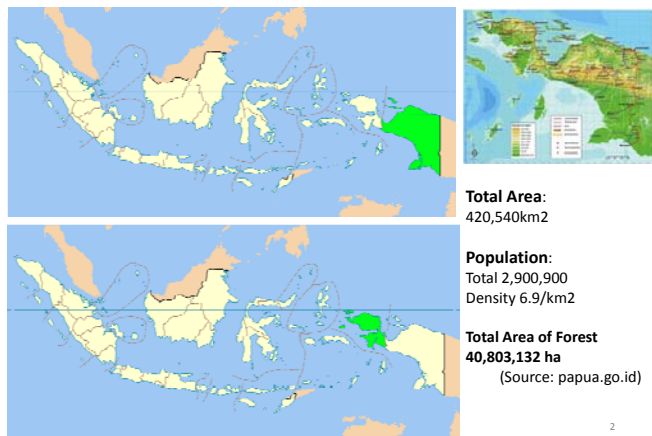 Total Area:
420,540km2
Population:
Total 2,900,900
Density 6.9/km2
Total Area of Forest
40,803,132 ha
(Source: papua.go.id)
2